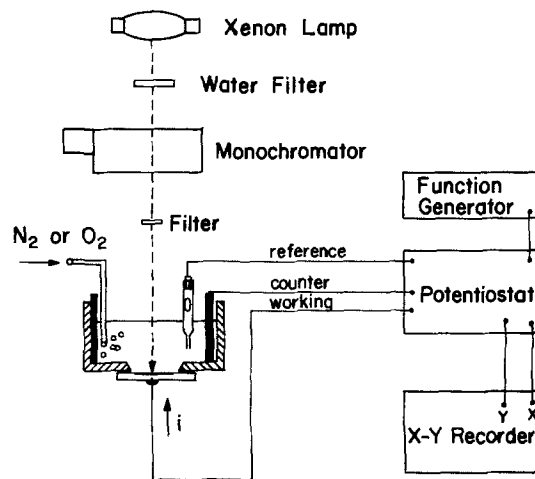 Xenon Lamp
Water Filter
Monochromator
Filter
N₂ or O₂
reference
counter
working
i
Function
Generator
Potentiostat
Y X
X-Y Recorder